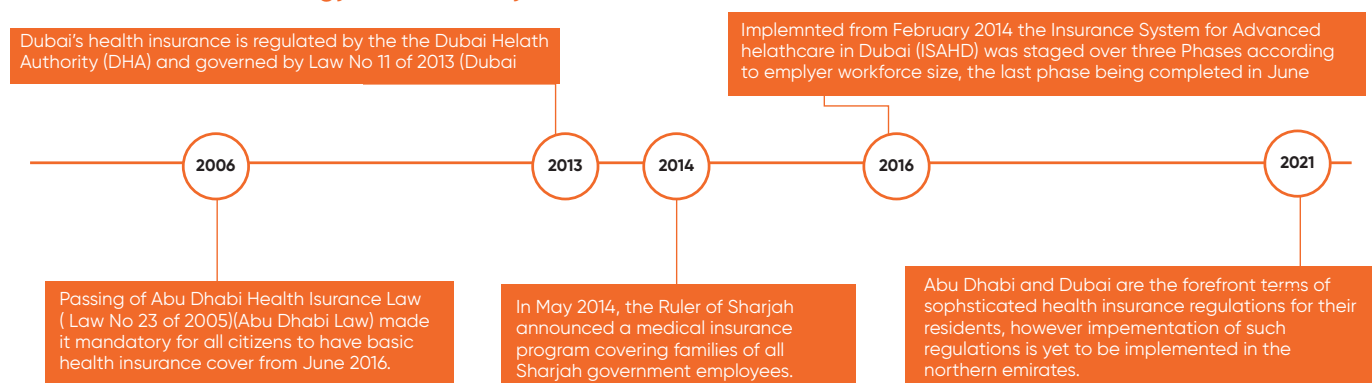 Dubai's health insurance is regulated by the the Dubai Helath
Authority (DHA) and governed by Law No 11 of 2013 (Dubai
Implemnted from February 2014 the Insurance System for Advanced
helathcare in Dubai (ISAHD) was staged over three Phases according
to emplyer workforce size, the last phase being completed in June
2006
2013
2014
2016
2021
Passing of Abu Dhabi Health Isurance Law
( Law No 23 of 2005)(Abu Dhabi Law) made
it mandatory for all citizens to have basic
health insurance cover from June 2016.
In May 2014, the Ruler of Sharjah
announced a medical insurance
program covering families of all
Sharjah government employees.
Abu Dhabi and Dubai are the forefront terms of
sophsticated health insurance regulations for their
residents, however impementation of such
regulations is yet to be implemented in the
northern emirates.